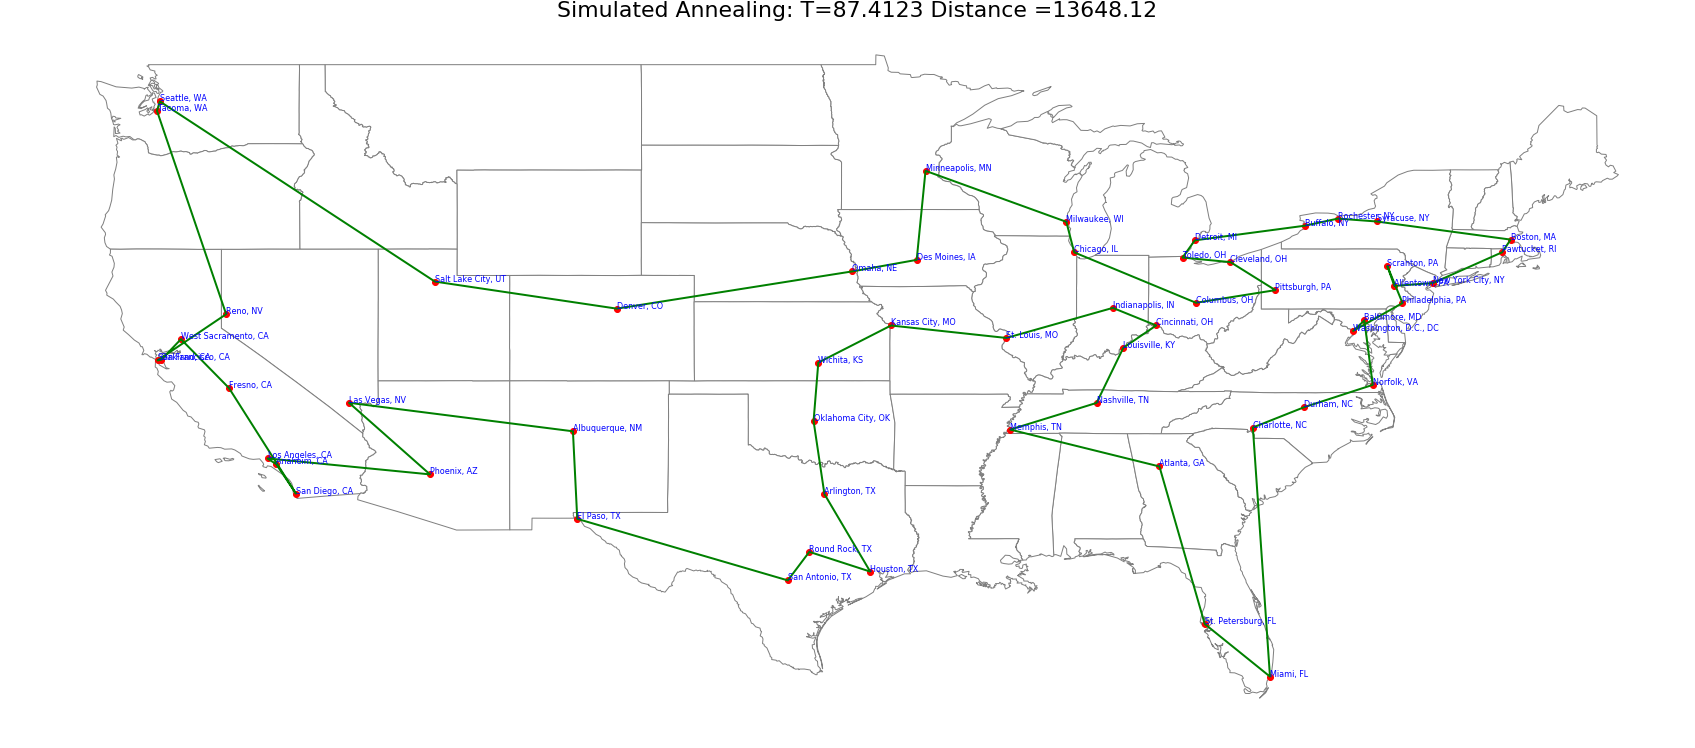 Simulated Annealing: T=87.4123 Distance =13648.12
Seattle, WA
Tacoma, WA
Minneapolis, MN
Milwaukee, WI
Rochester, NY
Syracuse, NY
Buffalo, NY
Detroit, MI
Boston, MA
Pawtucket, RI
Chicago, IL
Toledo, OH
Cleveland, OH
Des Moines, IA
Scranton, PA
Omaha, NE
Salt Lake City, UT
Allentown, PA
New York City, NY
Pittsburgh, PA
Denver, CO
Columbus, OH
Philadelphia, PA
Reno, NV
Indianapolis, IN
Baltimore, MD
Kansas City, MO
Cincinnati, OH
Washington, D.C., DC
West Sacramento, CA
St. Louis, MO
Louisville, KY
San Francisco, CA
Wichita, KS
Fresno, CA
Norfolk, VA
Las Vegas, NV
Nashville, TN
Durham, NC
Oklahoma City, OK
Albuquerque, NM
Memphis, TN
Charlotte, NC
Los Angeles, CA
Anaheim, CA
Atlanta, GA
Phoenix, AZ
San Diego, CA
Arlington, TX
El Paso, TX
Round Rock, TX
Houston, TX
San Antonio, TX
St. Petersburg, FL
Miami, FL